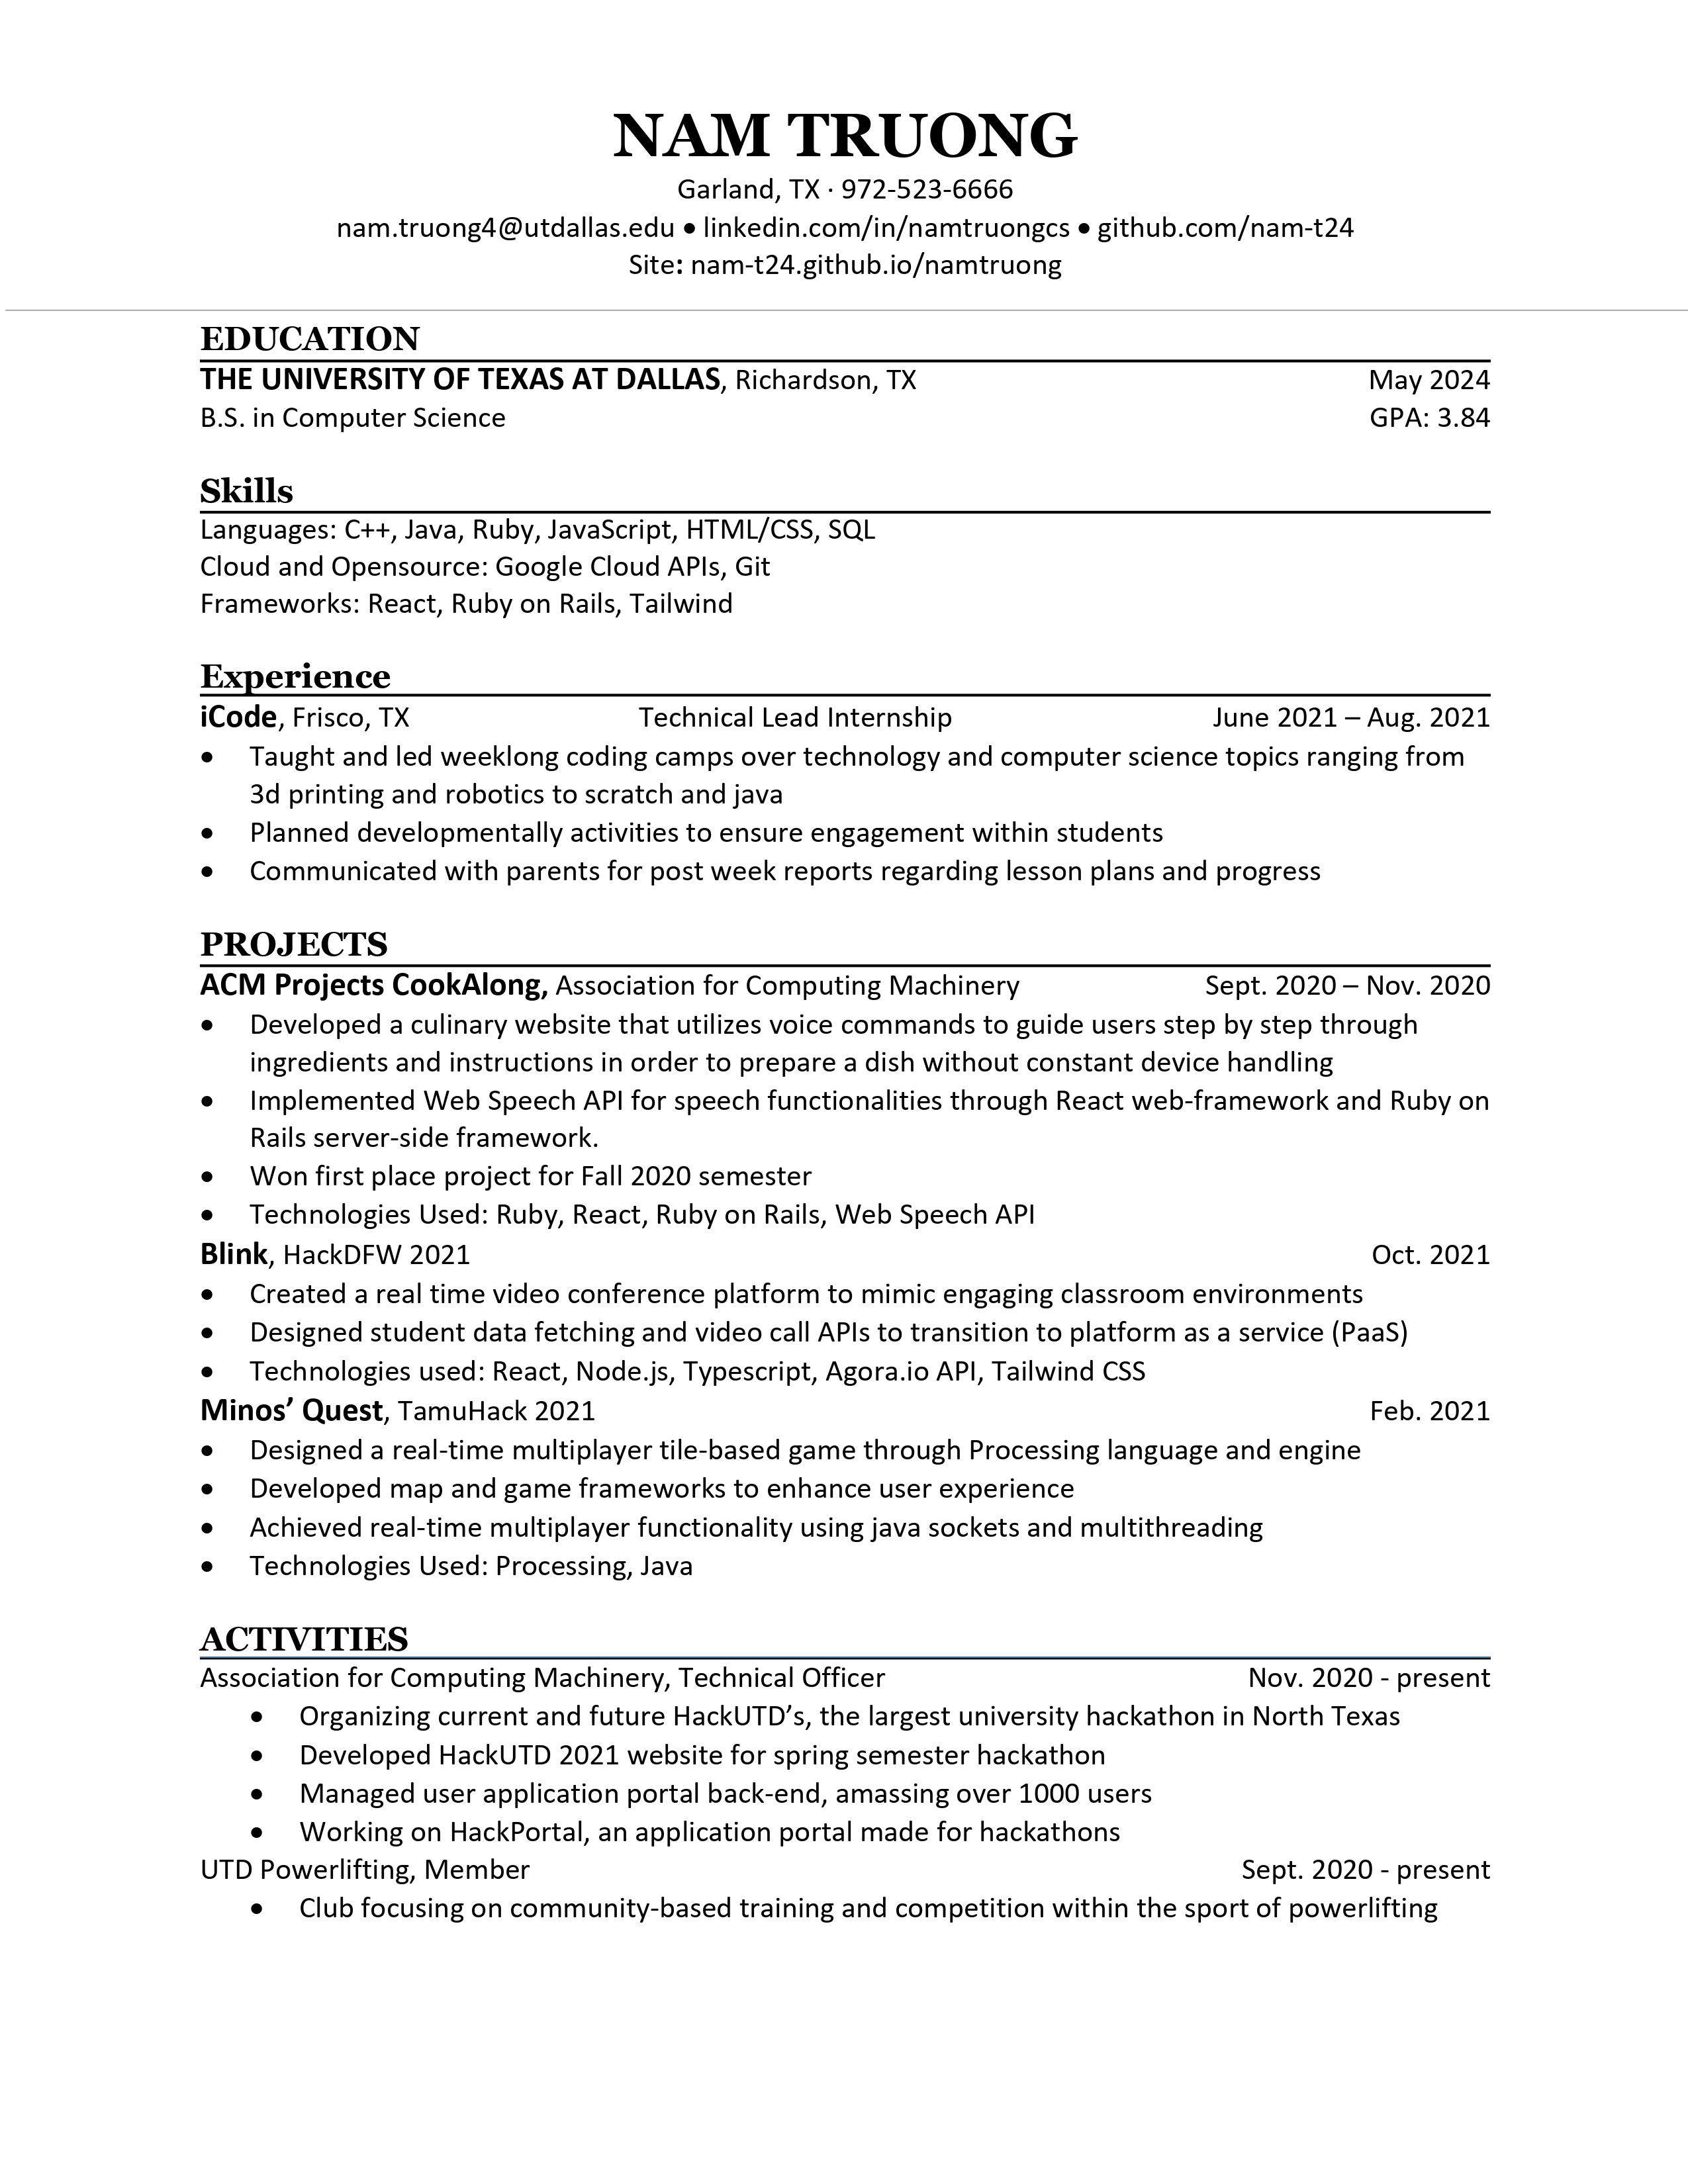 NAM TRUONG
Garland, TX · 972-523-6666
nam.truong4@utdallas.edu • linkedin.com/in/namtruongcs • github.com/nam-t24
Site: nam-t24.github.io/namtruong
EDUCATION
THE UNIVERSITY OF TEXAS AT DALLAS, Richardson, TX May 2024
B.S. in Computer Science GPA: 3.84
Skills
Languages: C++, Java, Ruby, JavaScript, HTML/CSS, SQL
Cloud and Opensource: Google Cloud APIs, Git
Frameworks: React, Ruby on Rails, Tailwind
Experience
iCode, Frisco, TX Technical Lead Internship June 2021 – Aug. 2021
• Taught and led weeklong coding camps over technology and computer science topics ranging from
3d printing and robotics to scratch and java
• Planned developmentally activities to ensure engagement within students
• Communicated with parents for post week reports regarding lesson plans and progress
PROJECTS
ACM Projects CookAlong, Association for Computing Machinery Sept. 2020 – Nov. 2020
• Developed a culinary website that utilizes voice commands to guide users step by step through
ingredients and instructions in order to prepare a dish without constant device handling
• Implemented Web Speech API for speech functionalities through React web-framework and Ruby on
Rails server-side framework.
• Won first place project for Fall 2020 semester
• Technologies Used: Ruby, React, Ruby on Rails, Web Speech API
Blink, HackDFW 2021 Oct. 2021
• Created a real time video conference platform to mimic engaging classroom environments
• Designed student data fetching and video call APIs to transition to platform as a service (PaaS)
• Technologies used: React, Node.js, Typescript, Agora.io API, Tailwind CSS
Minos’ Quest, TamuHack 2021 Feb. 2021
• Designed a real-time multiplayer tile-based game through Processing language and engine
• Developed map and game frameworks to enhance user experience
• Achieved real-time multiplayer functionality using java sockets and multithreading
• Technologies Used: Processing, Java
ACTIVITIES
Association for Computing Machinery, Technical Officer Nov. 2020 - present
• Organizing current and future HackUTD’s, the largest university hackathon in North Texas
• Developed HackUTD 2021 website for spring semester hackathon
• Managed user application portal back-end, amassing over 1000 users
• Working on HackPortal, an application portal made for hackathons
UTD Powerlifting, Member Sept. 2020 - present
• Club focusing on community-based training and competition within the sport of powerlifting